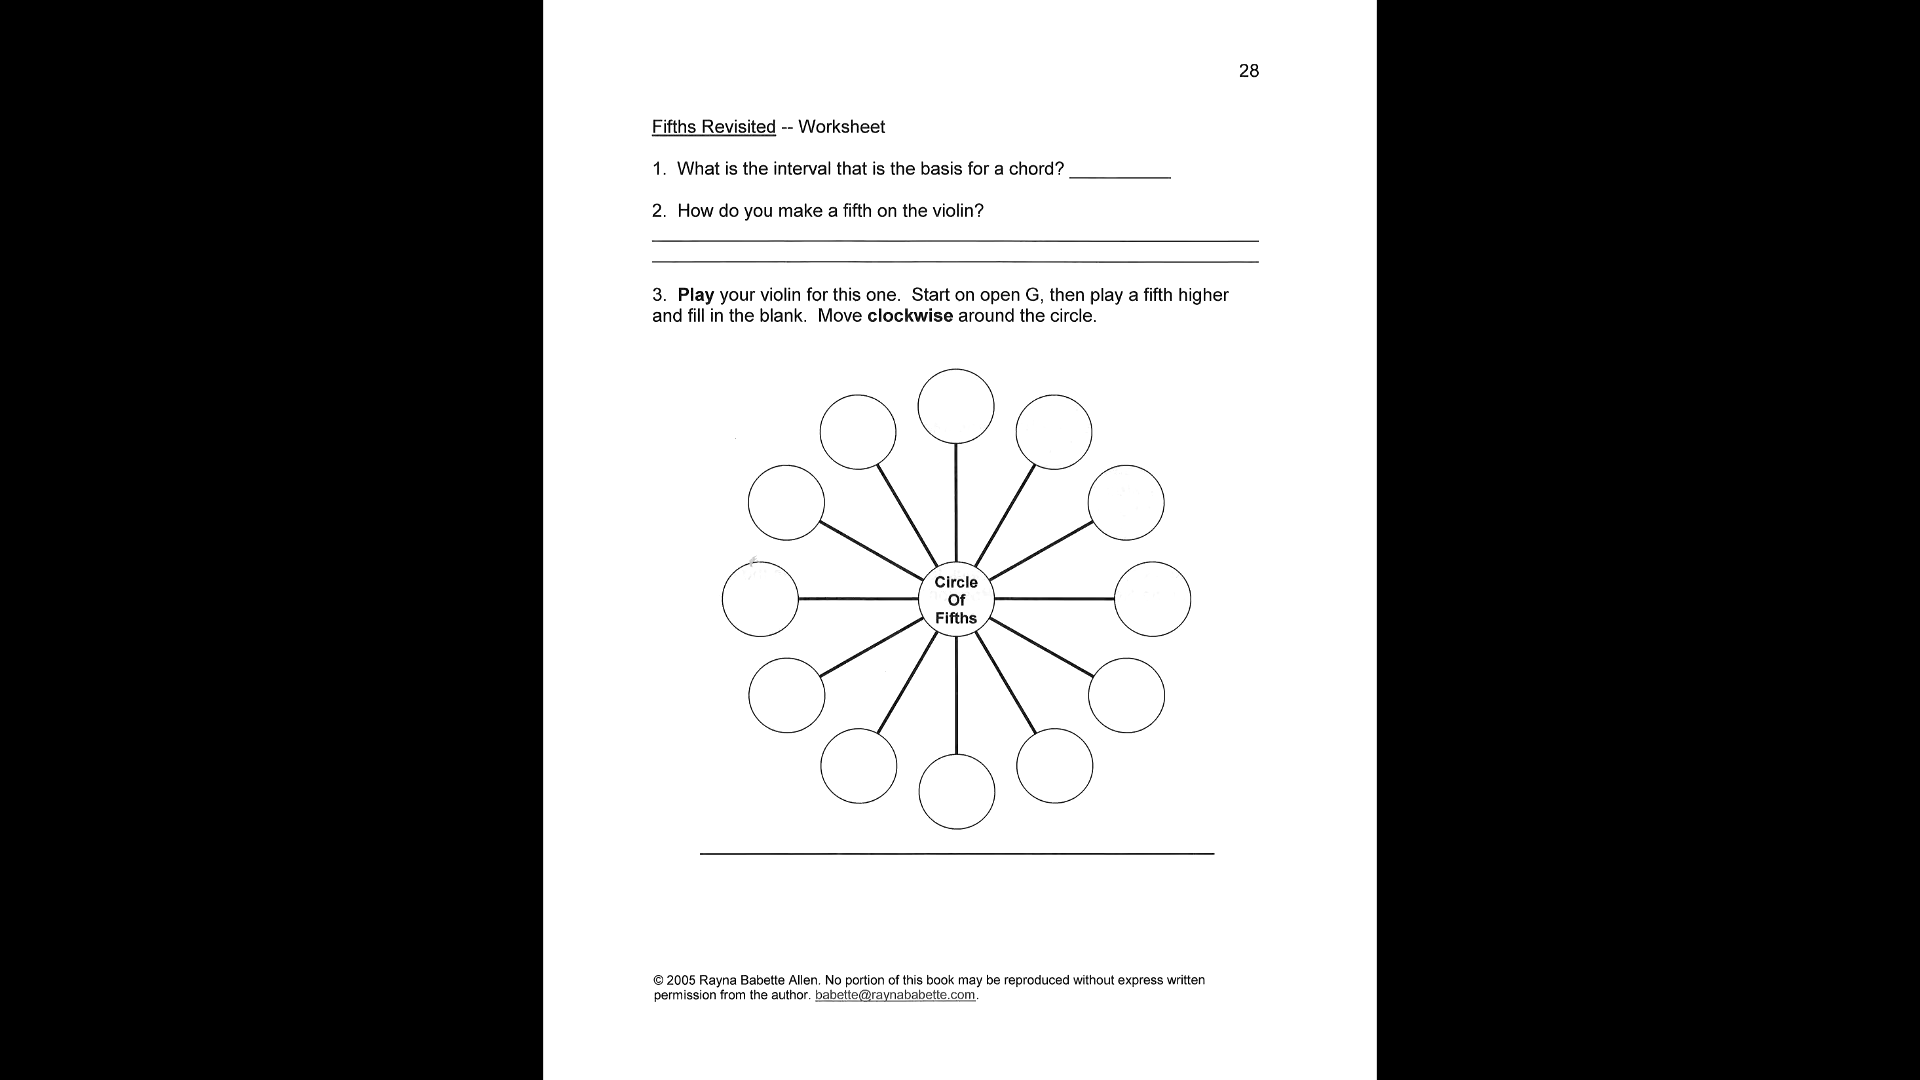 28
Fifths Revisited -- Worksheet
1. What is the interval that is the basis for a chord? __________
2. How do you make a fifth on the violin?
3. Play your violin for this one. Start on open G, then play a fifth higher
and fill in the blank. Move clockwise around the circle.
Circle
Of
Fifths
© 2005 Rayna Babette Allen. No portion of this book may be reproduced without express written
permission from the author. babette@raynababette.com.